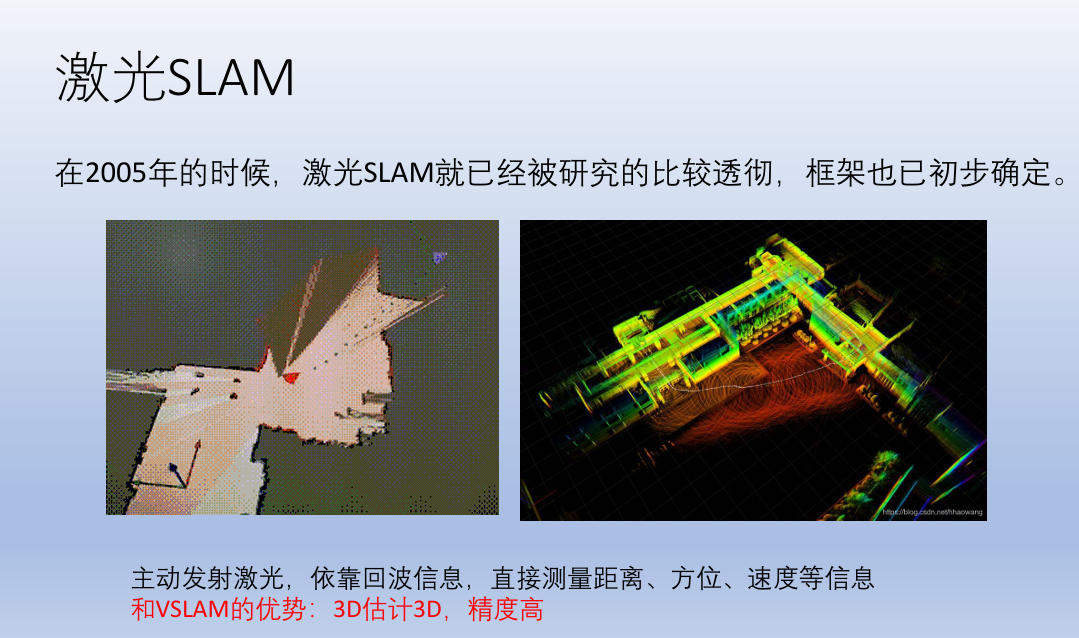 激光SLAM
在2005年的时候，激光SLAM就已经被研究的比较透彻，框架也已初步确定。
https://blog.csdn.net/hhaowang
主动发射激光，依靠回波信息，直接测量距离、方位、速度等信息
和VSLAM的优势：3D估计3D，精度高